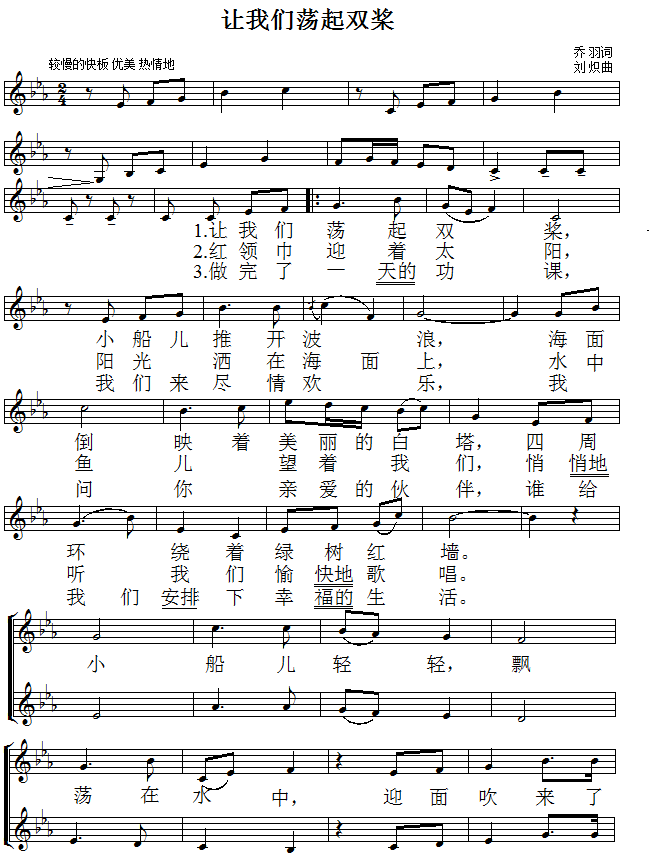 让我们荡起双桨
较慢的快板 优美 热情地
乔 羽词
刘 炽曲
2/4
1.让我们荡起双桨，
2.红领巾迎着太阳，
3.做完了一天的功课，
小船儿推开波浪，海面
阳光洒在海面上，水中
我们来尽情欢乐，我
倒映着美丽的白塔，四周
鱼儿望着我们，悄悄地
问你亲爱的伙伴，谁给
环绕着绿树红墙。
听我们愉快地歌唱。
我们安排下幸福的生活。
小船儿轻轻，飘
荡在水中，迎面吹来了